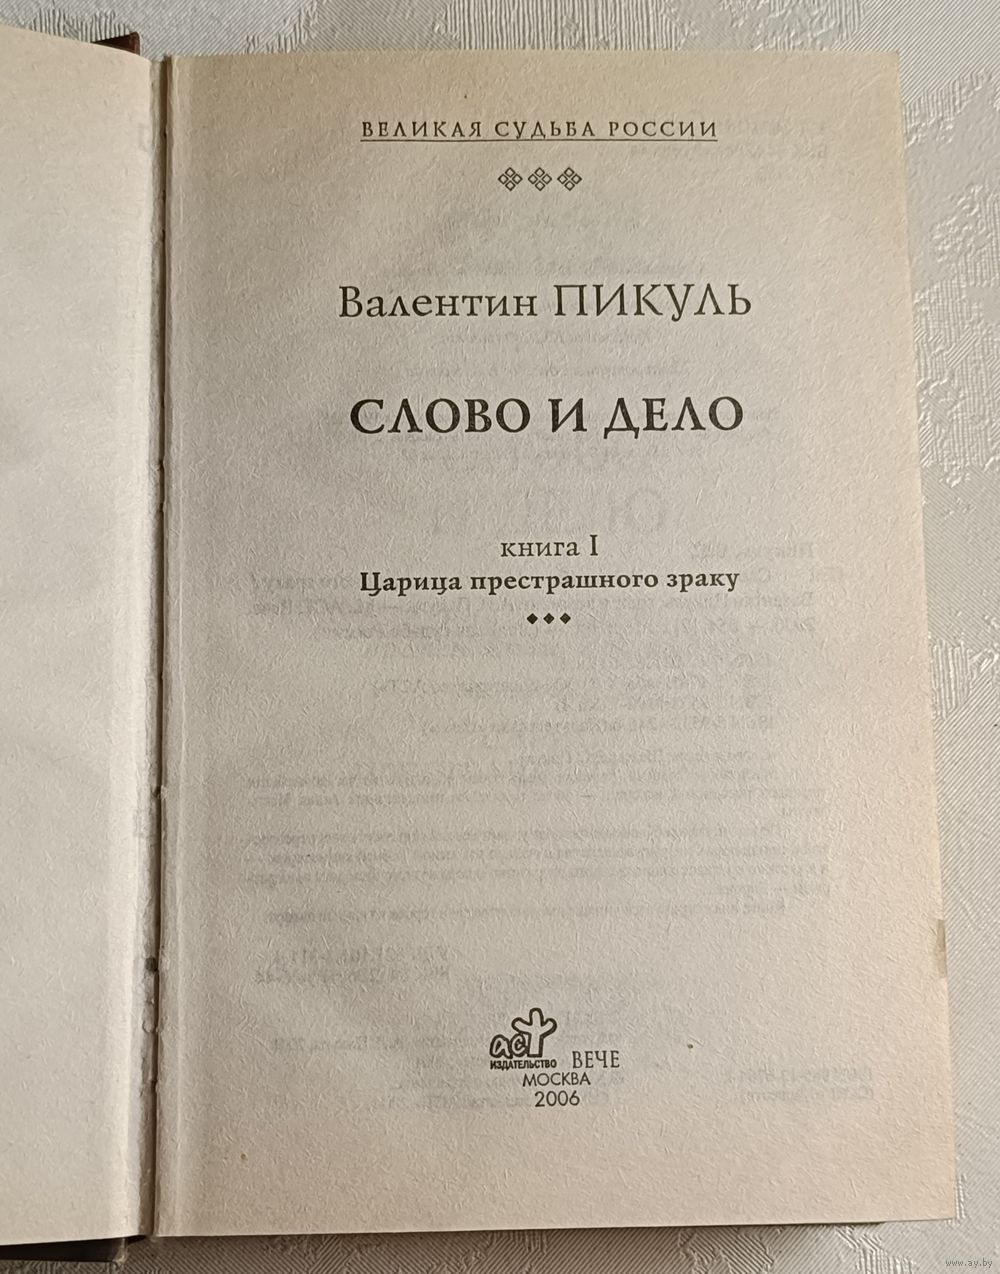 ВЕЛИКАЯ СУДЬБА РОССИИ
Валентин ПИКУЛЬ
СЛОВО И ДЕЛО
книга I
Царица престрашного зраку
аст
ИЗДАТЕЛЬСТВО ВЕЧЕ
МОСКВА
2006
www.ay.by